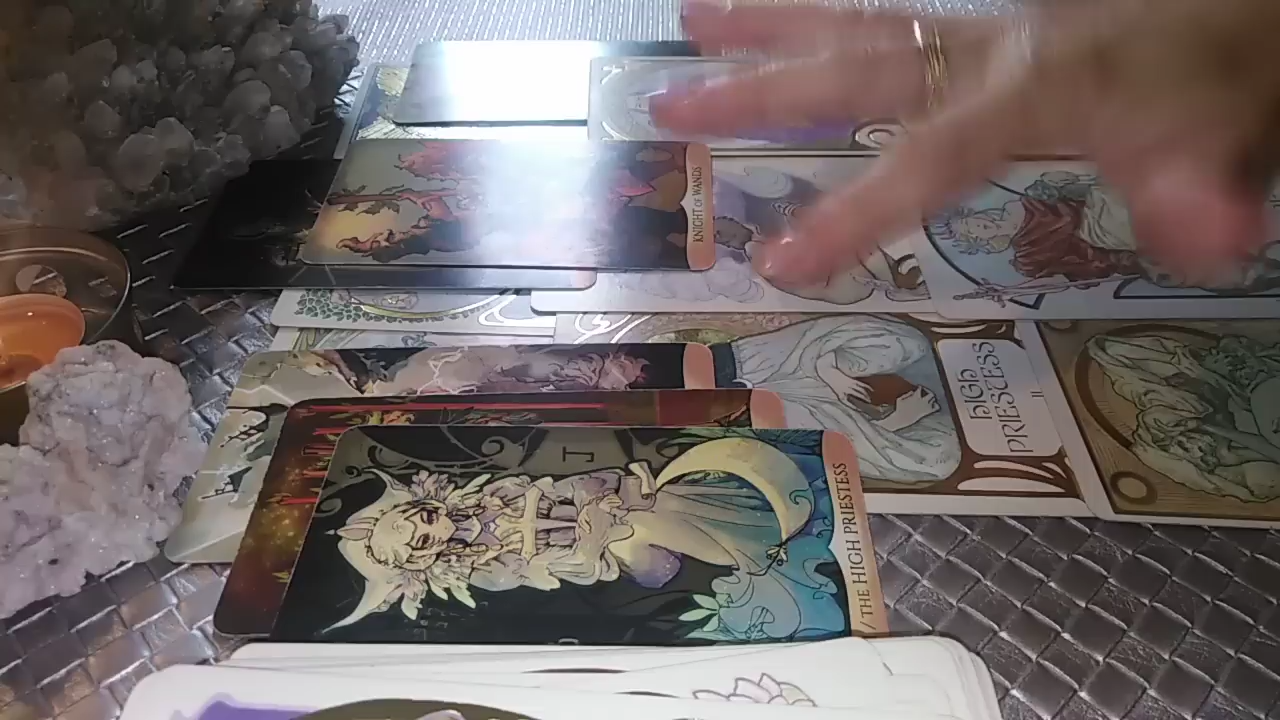 KNIGHT OF WANDS
HIGH
PRIESTESS
II
J
/ THE HIGH PRIESTESS